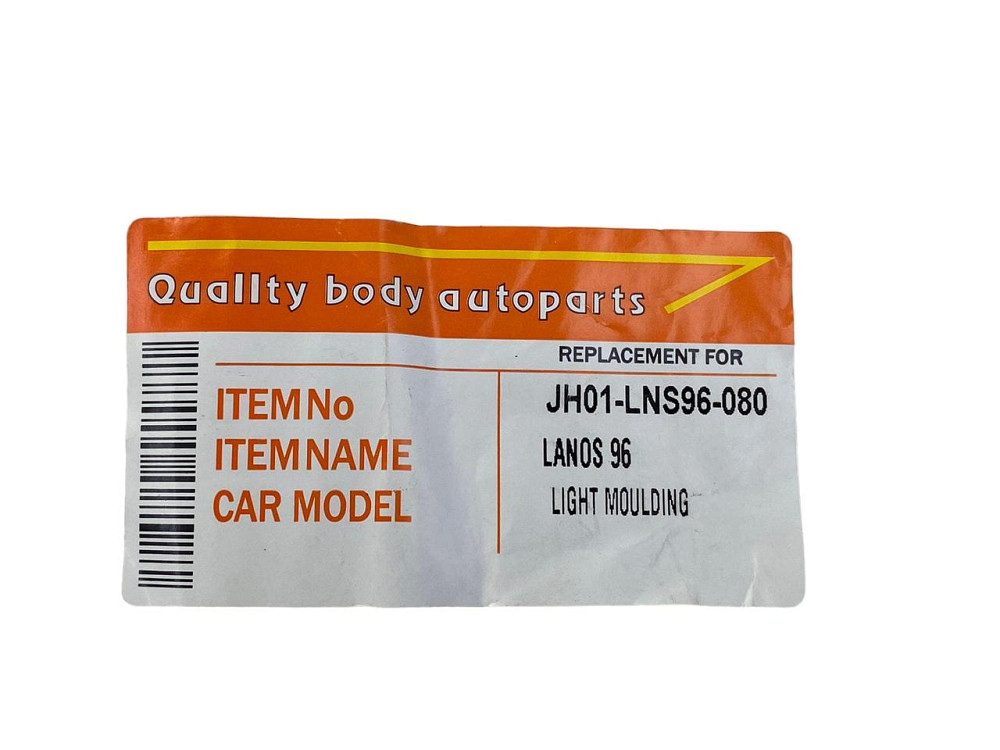 Quallty body autoparts
REPLACEMENT FOR
ITEM No JH01-LNS96-080
ITEM NAME LANOS 96
CAR MODEL LIGHT MOULDING